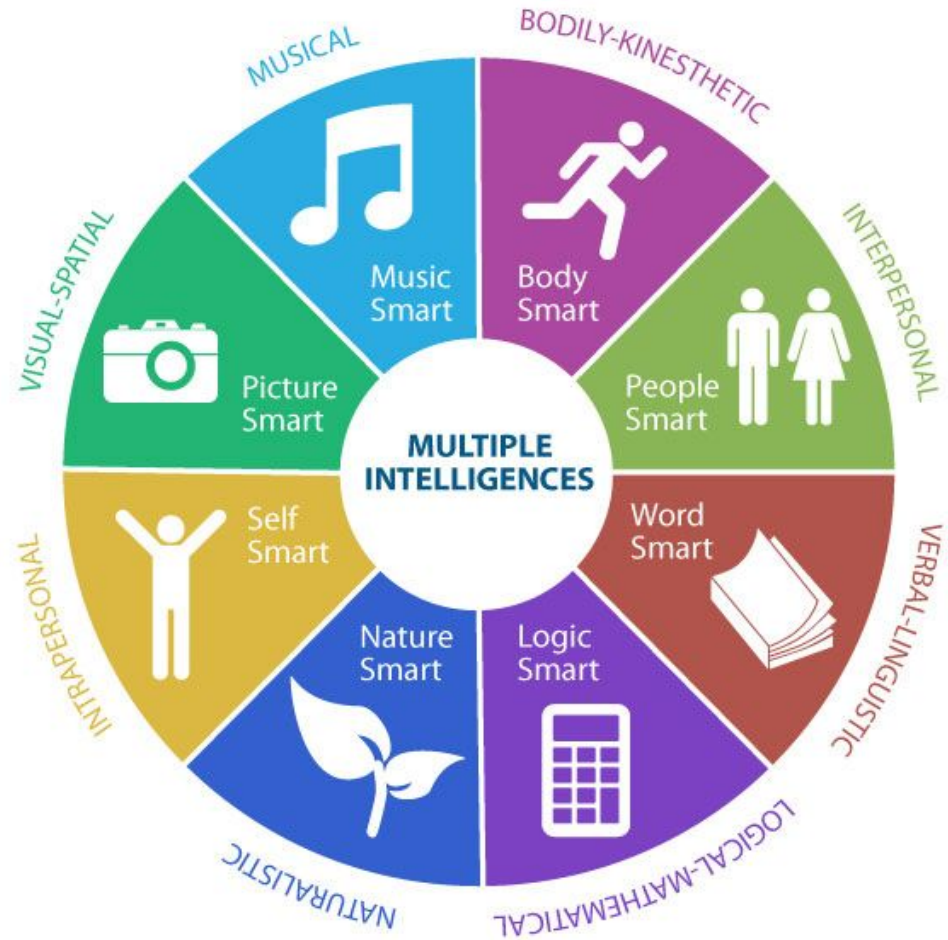 MUSICAL
BODILY-KINESTHETIC
INTERPERSONAL
VERBAL-LINGUISTIC
LOGICAL-MATHEMATICAL
NATURALISTIC
INTRAPERSONAL
VISUAL-SPATIAL
Music
Smart
Body
Smart
People
Smart
Word
Smart
Logic
Smart
Nature
Smart
Self
Smart
Picture
Smart
MULTIPLE
INTELLIGENCES